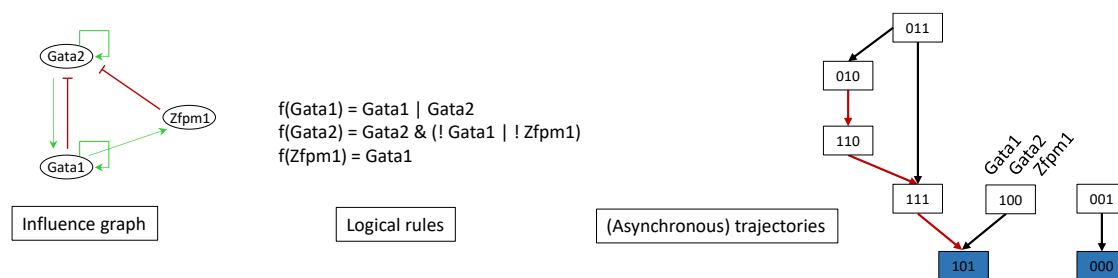 Gata2
Zfpm1
Gata1
Influence graph
f(Gata1) = Gata1 | Gata2
f(Gata2) = Gata2 & (! Gata1 | ! Zfpm1)
f(Zfpm1) = Gata1
Logical rules
(Asynchronous) trajectories
011
010
110
Gata1
Gata2
Zfpm1
111
100
001
101
000